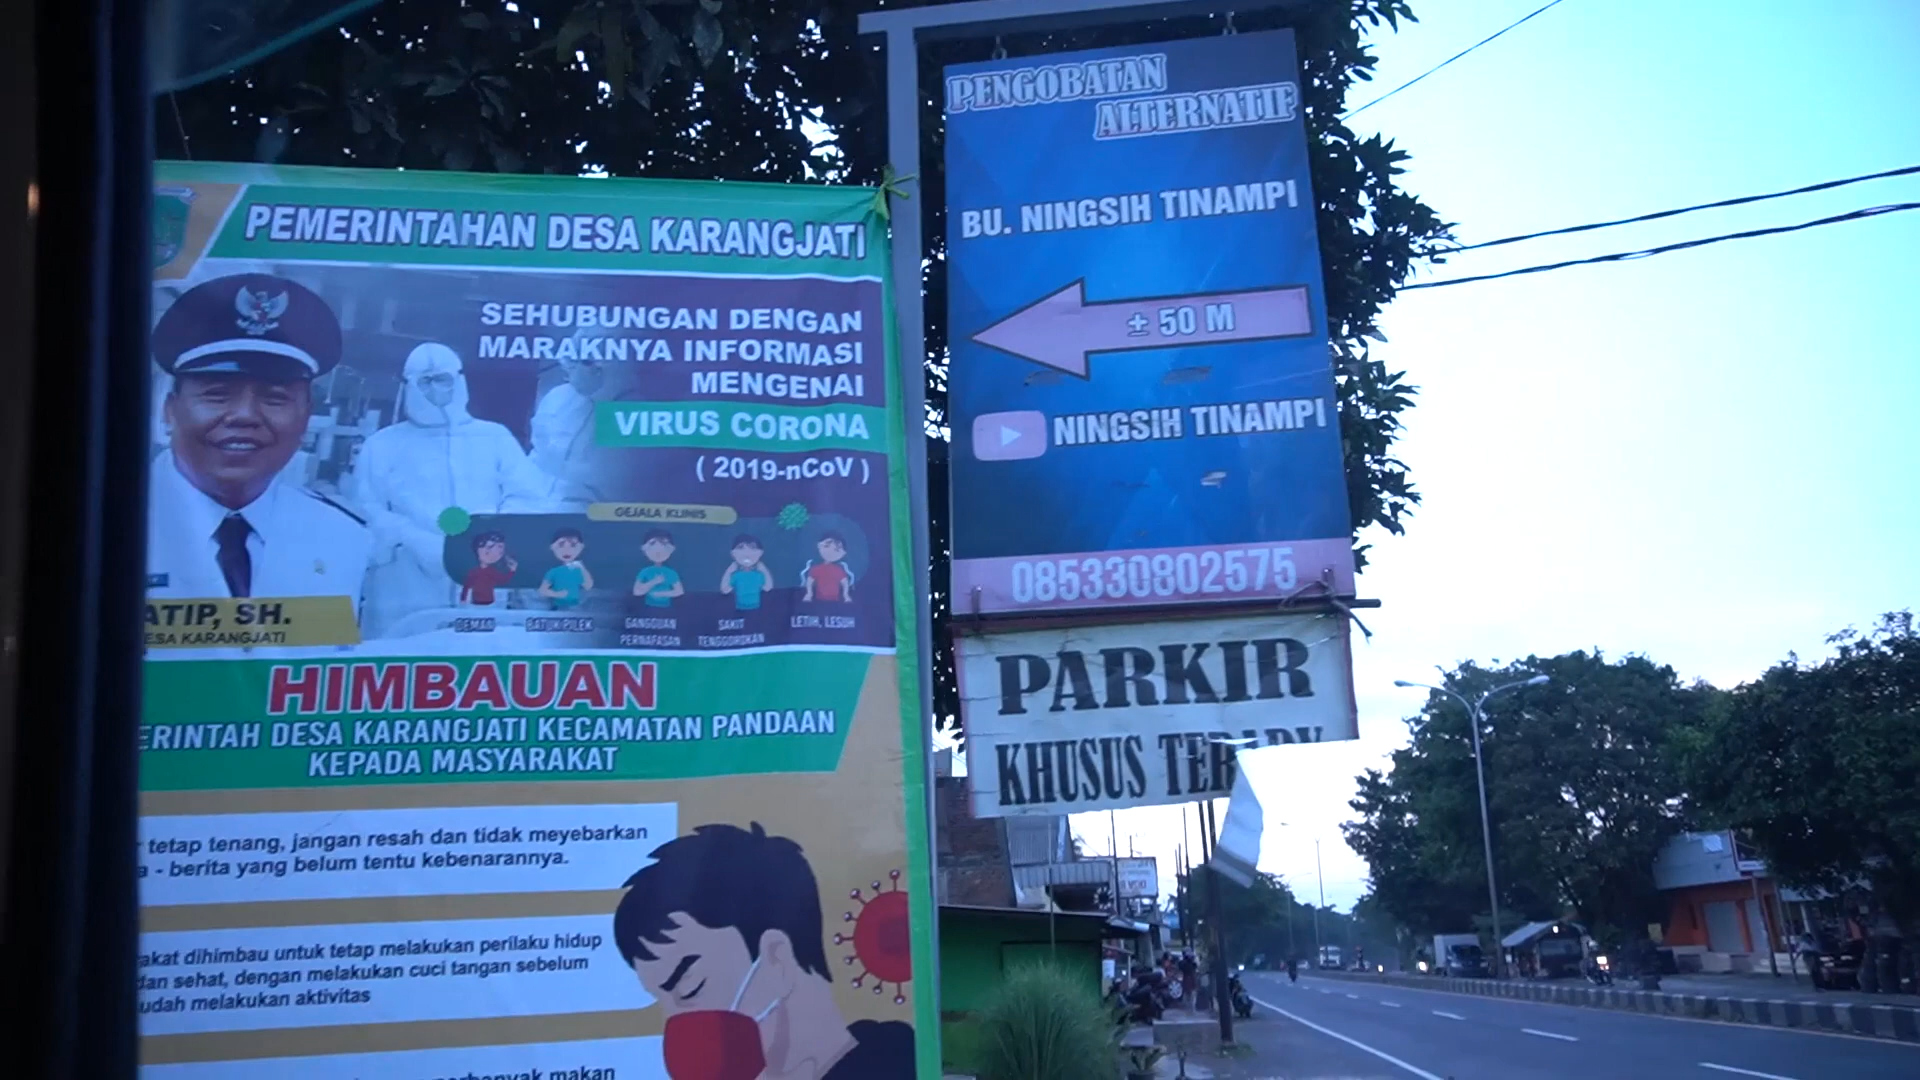 PEMERINTAHAN DESA KARANGJATI
SEHUBUNGAN DENGAN
MARAKNYA INFORMASI
MENGENAI
VIRUS CORONA
( 2019-nCoV )
GEJALA KLINIS
DEMAM
BATUK PILEK
GANGGUAN
PERNAFASAN
SAKIT
TENGGOROKAN
LETIH, LESUH
ATIP, SH.
ESA KARANGJATI
HIMBAUAN
ERINTAH DESA KARANGJATI KECAMATAN PANDAAN
KEPADA MASYARAKAT
tetap tenang, jangan resah dan tidak meyebarkan
a - berita yang belum tentu kebenarannya.
akat dihimbau untuk tetap melakukan perilaku hidup
dan sehat, dengan melakukan cuci tangan sebelum
udah melakukan aktivitas
makan
PENGOBATAN
ALTERNATIF
BU. NINGSIH TINAMPI
± 50 M
NINGSIH TINAMPI
085330802575
PARKIR
KHUSUS